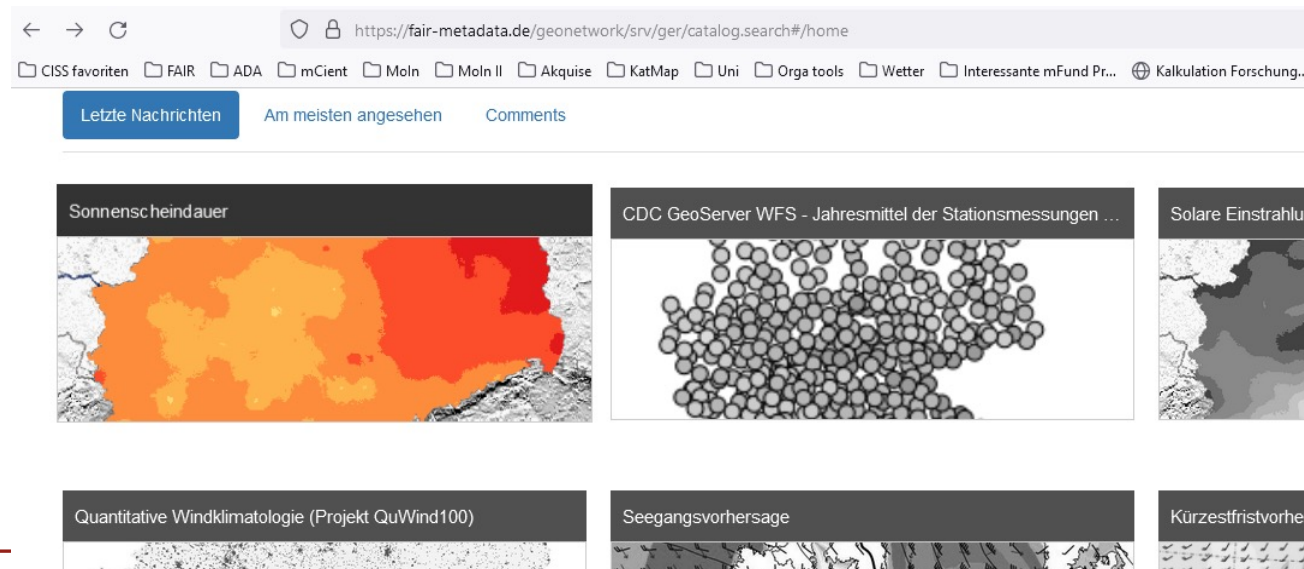 https://fair-metadata.de/geonetwork/srv/ger/catalog.search#/home
CISS favoriten FAIR ADA mCient Moln Moln II Akquise KatMap Uni Orga tools Wetter Interessante mFund Pr... Kalkulation Forschung...
Letzte Nachrichten Am meisten angesehen Comments
Sonnenscheindauer CDC GeoServer WFS - Jahresmittel der Stationsmessungen ... Solare Einstrahlu
Quantitative Windklimatologie (Projekt QuWind100) Seegangsvorhersage Kürzestfristvorhe